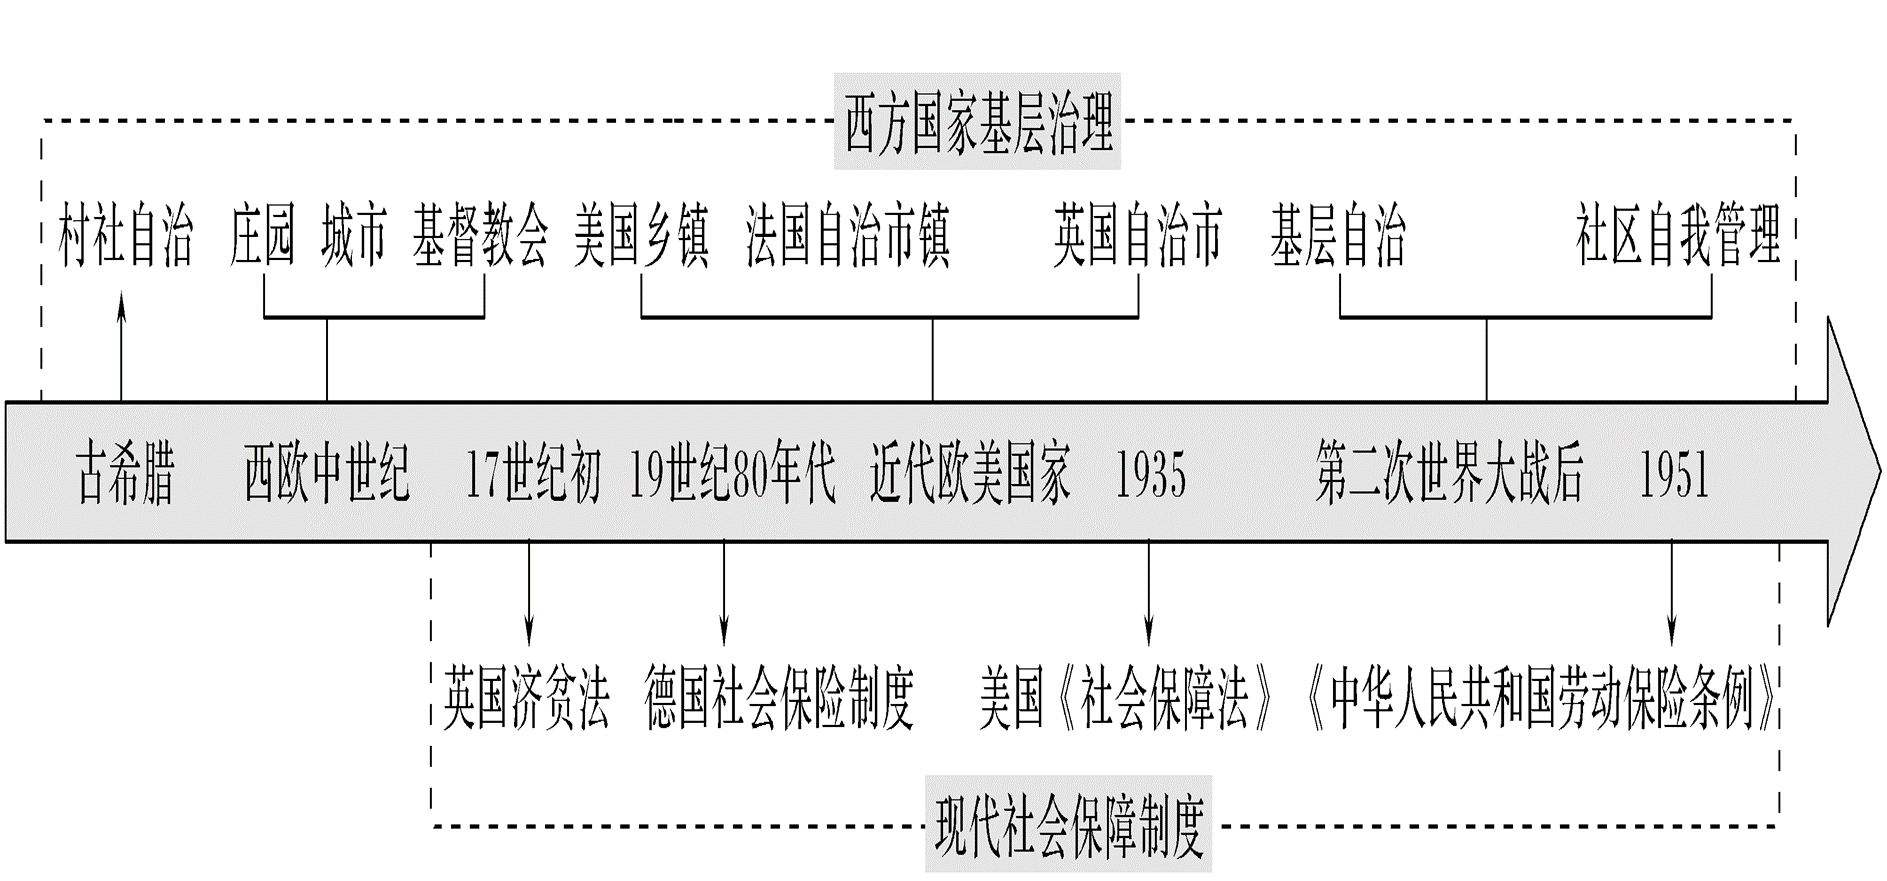 西方国家基层治理
村社自治 庄园 城市 基督教会 美国乡镇 法国自治市镇 英国自治市 基层自治 社区自我管理
古希腊 西欧中世纪 17世纪初 19世纪80年代 近代欧美国家 1935 第二次世界大战后 1951
英国济贫法 德国社会保险制度 美国《社会保障法》 《中华人民共和国劳动保险条例》
现代社会保障制度